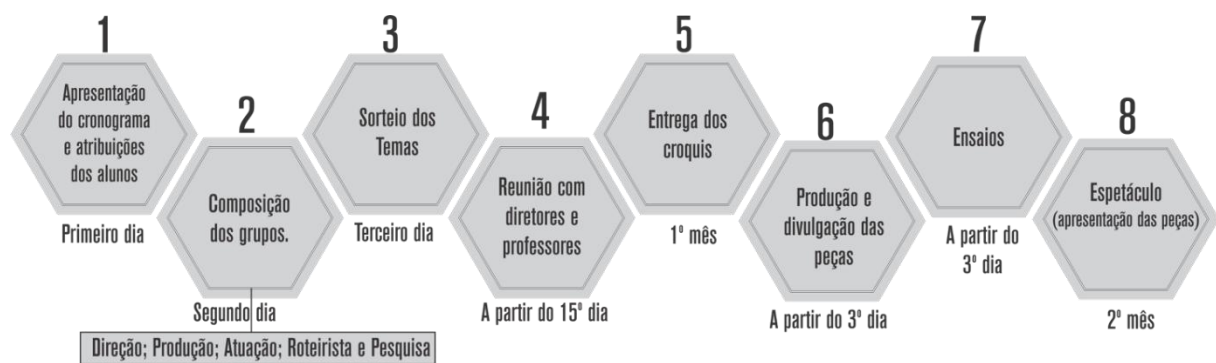 1
Apresentação
do cronograma
e atribuições
dos alunos
Primeiro dia
2
Composição
dos grupos.
Segundo dia
Direção; Produção; Atuação; Roteirista e Pesquisa
3
Sorteio dos
Temas
Terceiro dia
4
Reunião com
diretores e
professores
A partir do 15º dia
5
Entrega dos
croquis
1º mês
6
Produção e
divulgação das
peças
A partir do 3º dia
7
Ensaios
A partir do
3º dia
8
Espetáculo
(apresentação das peças)
2º mês